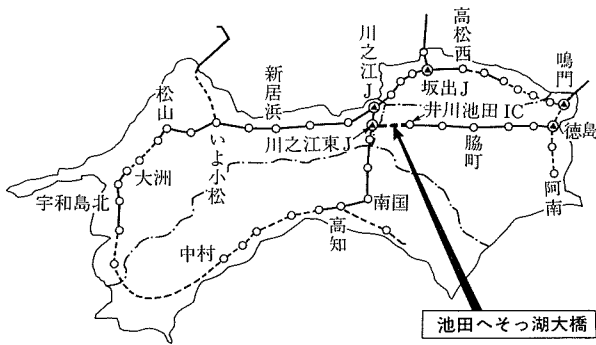 高松西
鳴門
川之江J
坂出J
新居浜
井川池田IC
松山
川之江東J
徳島
いよ小松
脇町
大洲
阿南
宇和島北
南国
高知
中村
池田へそっ湖大橋